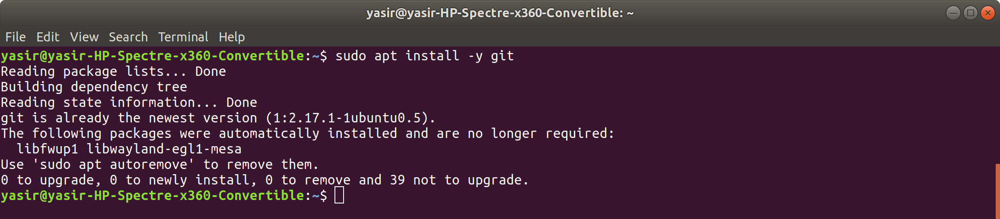 yasir@yasir-HP-Spectre-x360-Convertible: ~
File Edit View Search Terminal Help
yasir@yasir-HP-Spectre-x360-Convertible:~$ sudo apt install -y git
Reading package lists... Done
Building dependency tree
Reading state information... Done
git is already the newest version (1:2.17.1-1ubuntu0.5).
The following packages were automatically installed and are no longer required:
  libfwup1 libwayland-egl1-mesa
Use 'sudo apt autoremove' to remove them.
0 to upgrade, 0 to newly install, 0 to remove and 39 not to upgrade.
yasir@yasir-HP-Spectre-x360-Convertible:~$